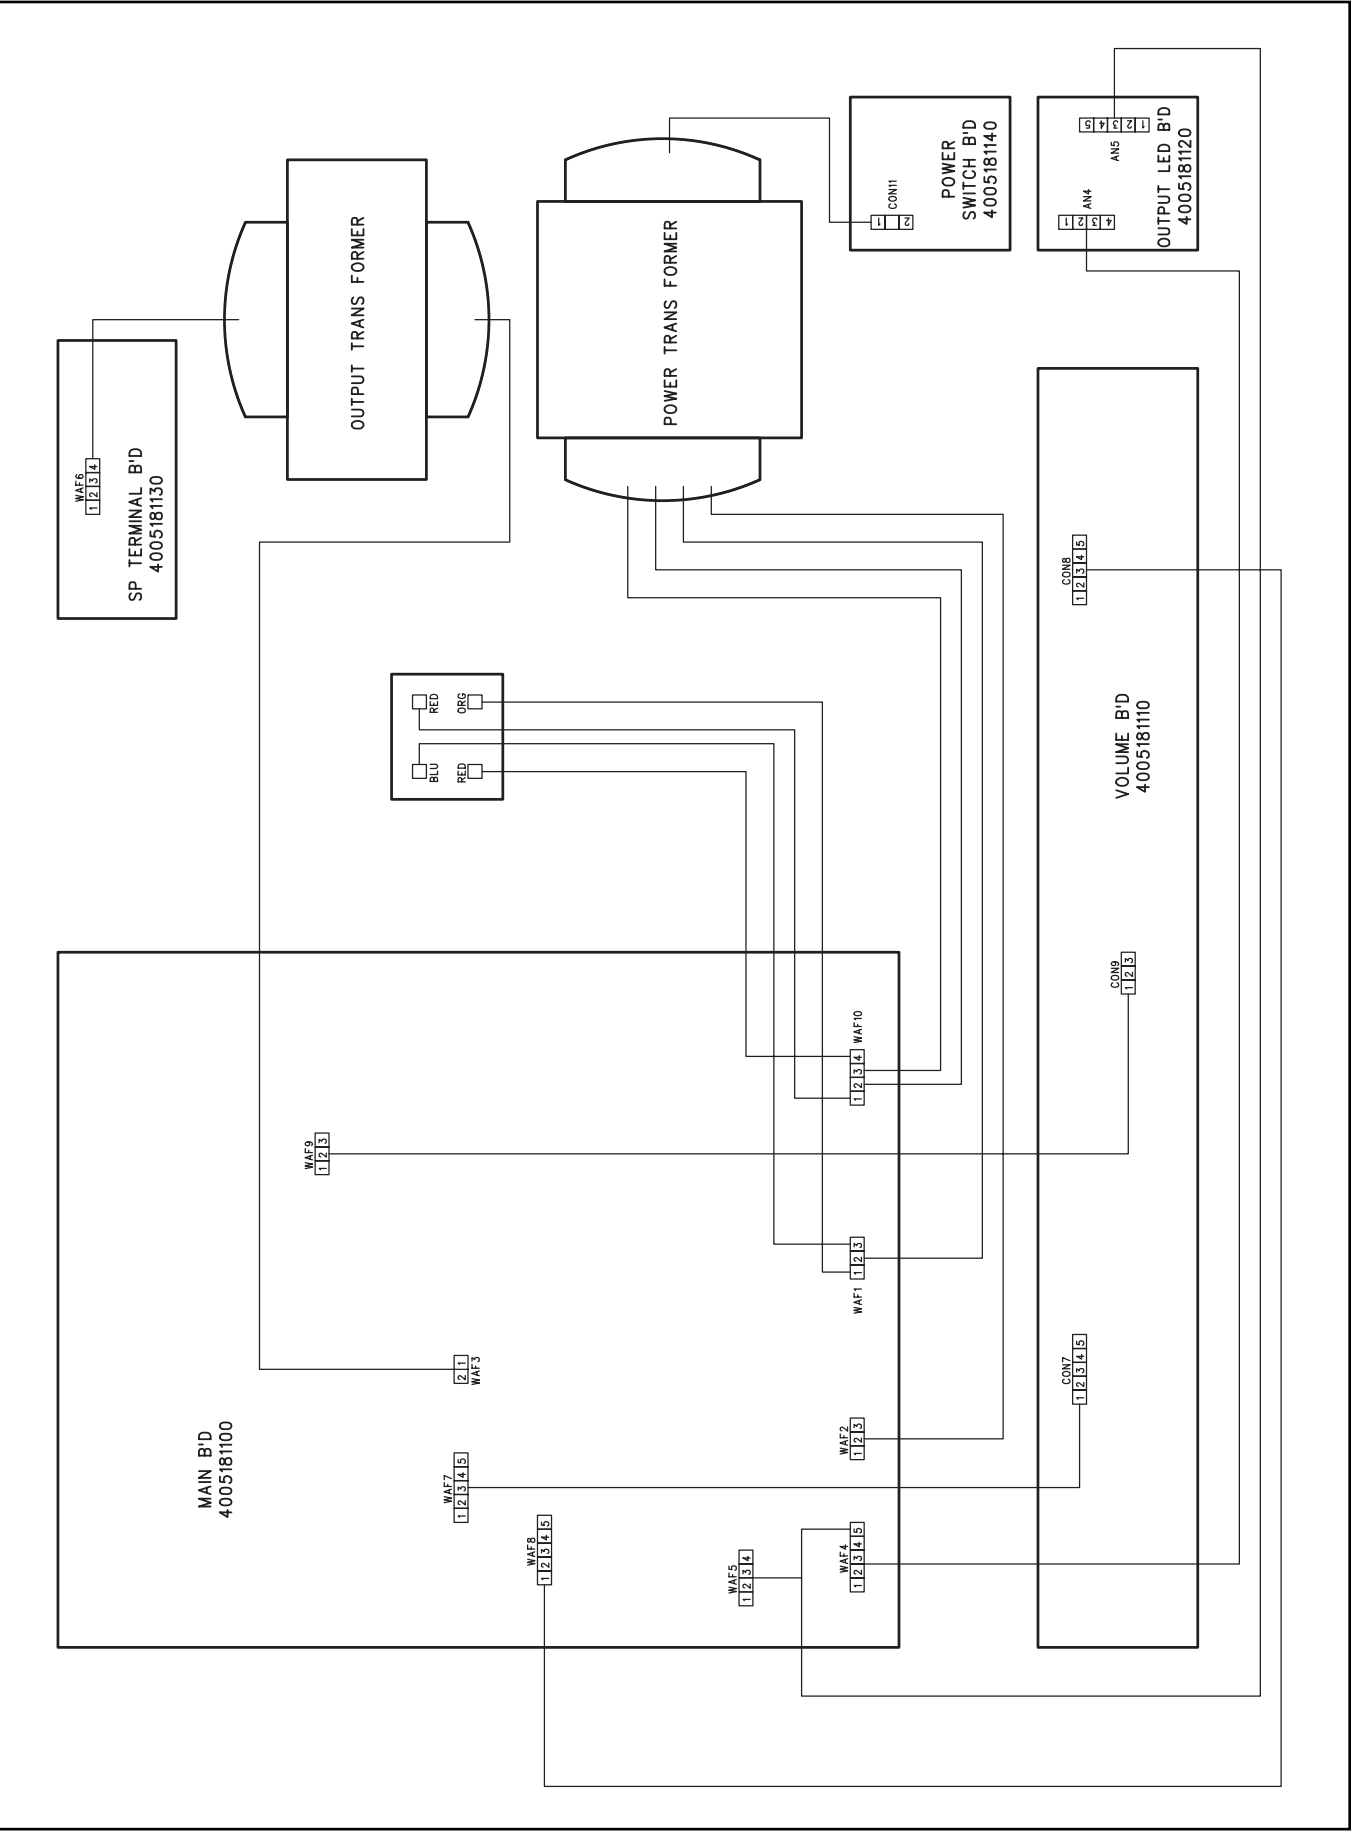 WAF6
1 2 3 4
SP TERMINAL B'D
4005181130
OUTPUT TRANS FORMER
POWER TRANS FORMER
CON11
1 2
POWER
SWITCH B'D
4005181140
AN5
1 2 3 4 5
AN4
1 2 3 4
OUTPUT LED B'D
4005181120
RED
ORG
BLU
RED
CON8
1 2 3 4 5
CON9
1 2 3
CON7
1 2 3 4 5
VOLUME B'D
4005181110
MAIN B'D
4005181100
WAF9
1 2 3
WAF10
1 2 3 4
WAF1
1 2 3
2 1
WAF3
WAF2
1 2 3
WAF7
1 2 3 4 5
WAF8
1 2 3 4 5
WAF5
1 2 3 4
WAF4
1 2 3 4 5